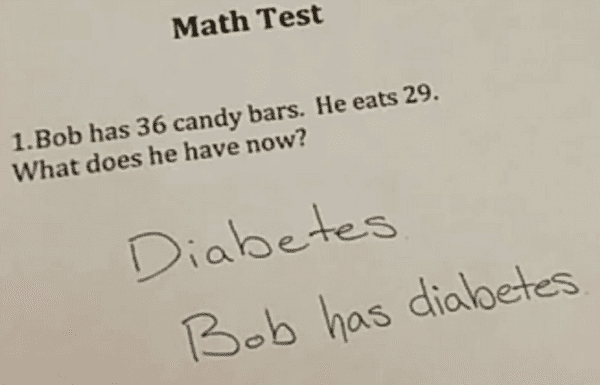 Math Test
1.Bob has 36 candy bars. He eats 29.
What does he have now?
Diabetes.
Bob has diabetes.